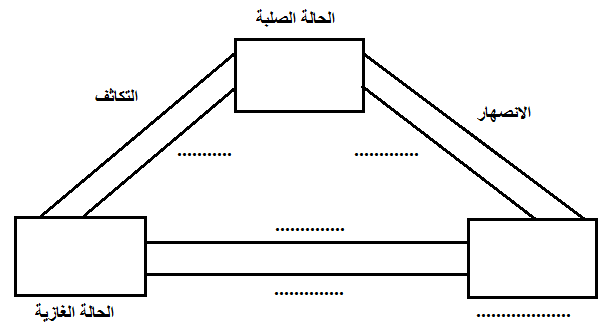 الحالة الصلبة
التكاثف
الانصهار
...........
.............
..............
..............
الحالة الغازية
...................